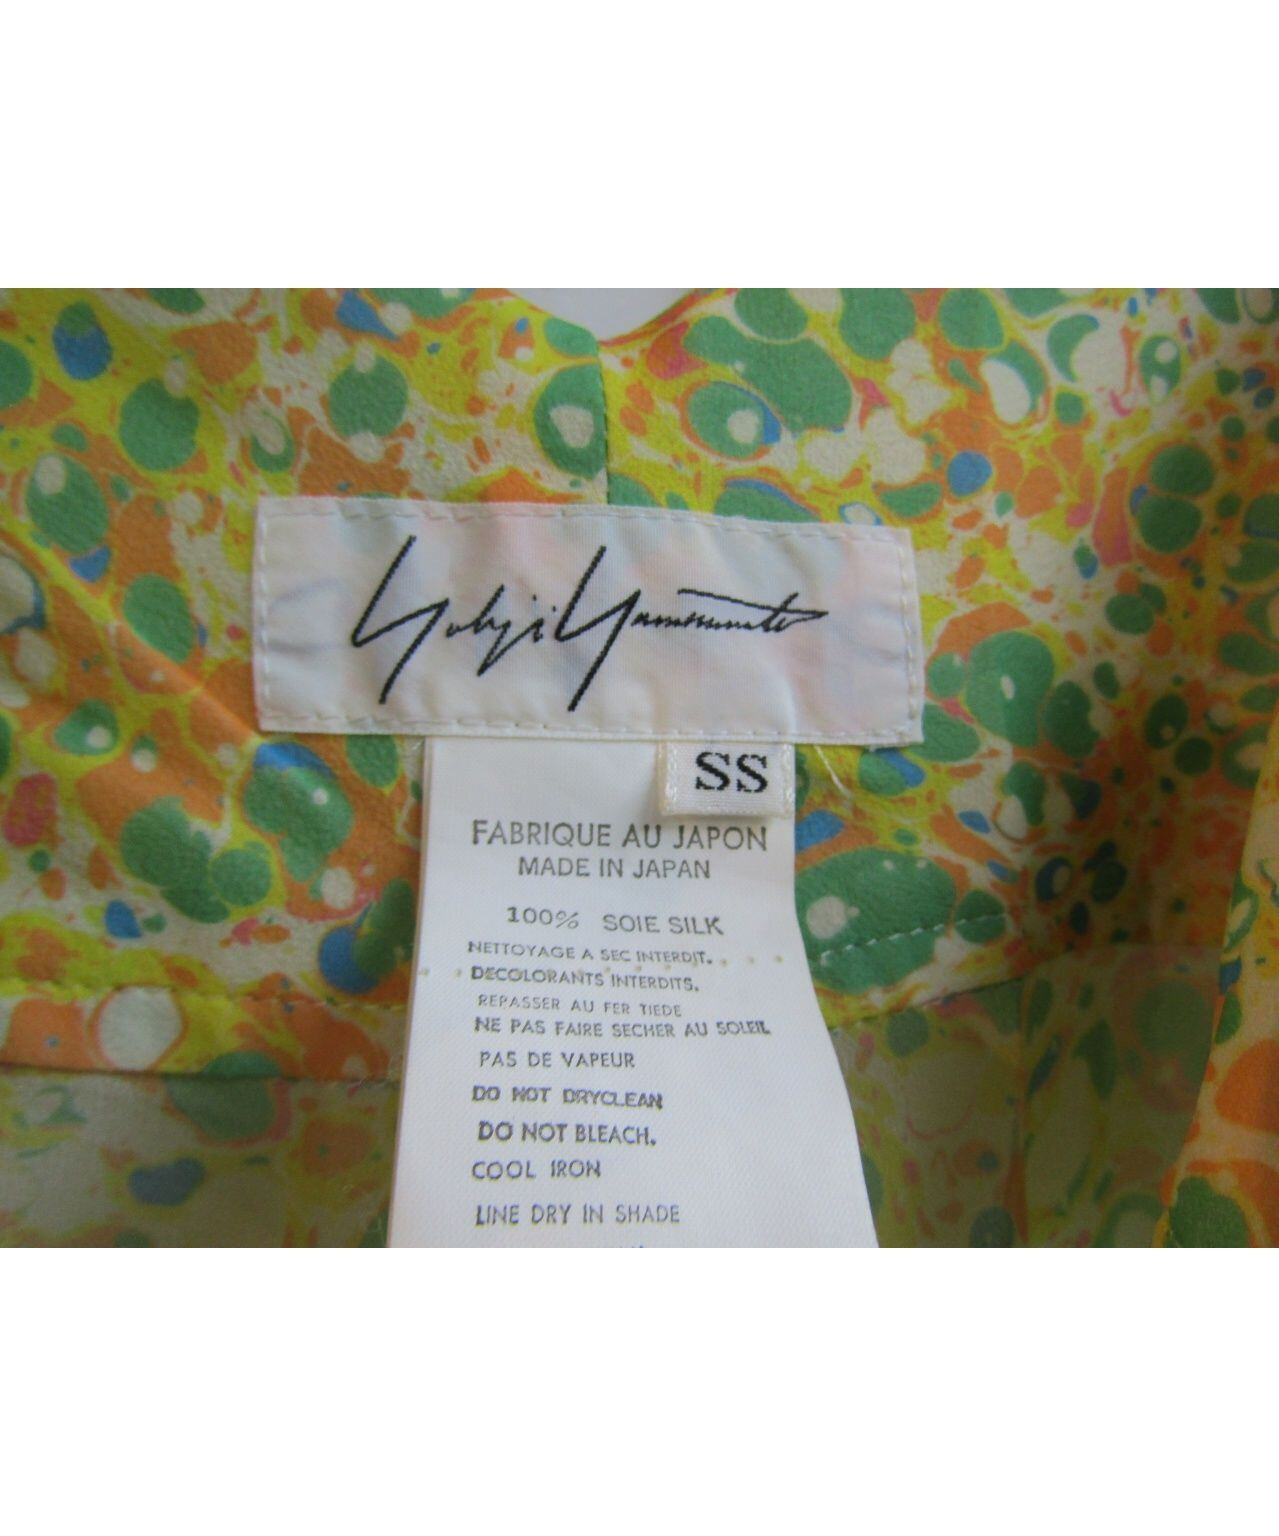 Yohji Yamamoto
SS
FABRIQUE AU JAPON
MADE IN JAPAN
100% SOIE SILK
NETTOYAGE A SEC INTERDIT.
DECOLORANTS INTERDITS.
REPASSER AU FER TIEDE
NE PAS FAIRE SECHER AU SOLEIL
PAS DE VAPEUR
DO NOT DRYCLEAN
DO NOT BLEACH.
COOL IRON
LINE DRY IN SHADE